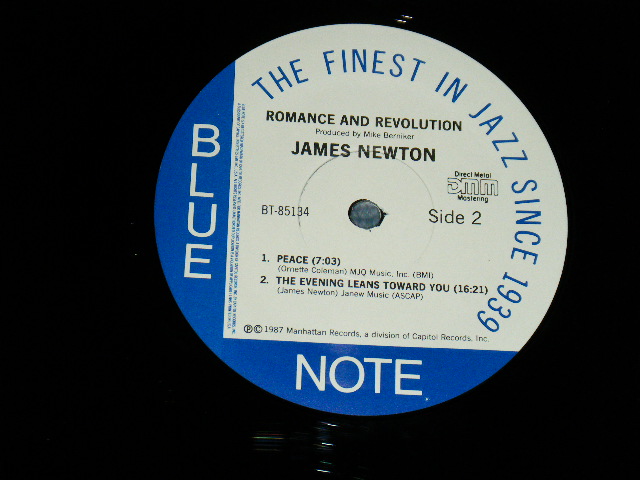 THE FINEST IN JAZZ SINCE 1939
BLUE
ROMANCE AND REVOLUTION
Produced by Mike Berniker
JAMES NEWTON
Direct Metal
DMM
Mastering
BT-85134
Side 2
1. PEACE (7:03)
(Ornette Coleman) MJQ Music, Inc. (BMI)
2. THE EVENING LEANS TOWARD YOU (16:21)
(James Newton) Janew Music (ASCAP)
℗©1987 Manhattan Records, a division of Capitol Records, Inc.
NOTE